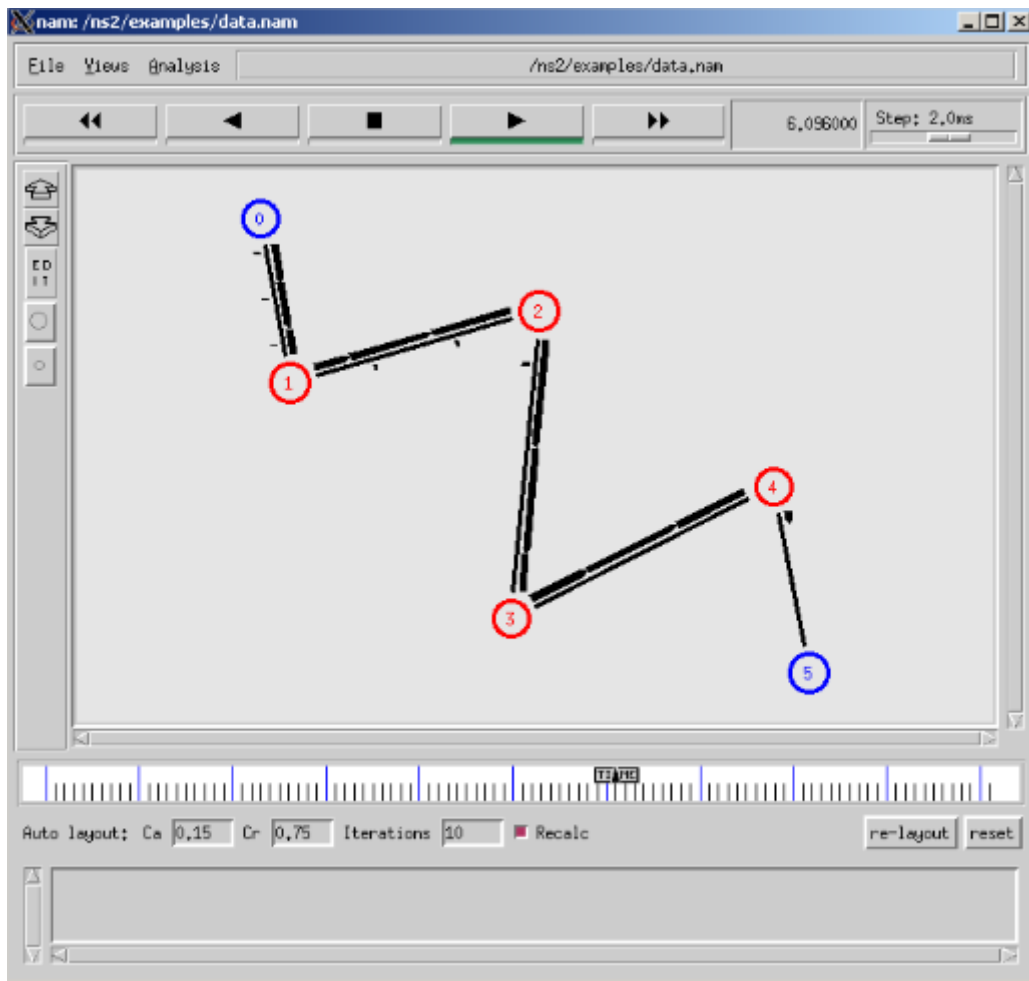 nam: /ns2/examples/data.nam
File Views Analysis /ns2/examples/data.nam
6.096000 Step: 2.0ms
ED
IT
0
2
1
4
3
5
TIME
Auto layout: Ca 0.15 Cr 0.75 Iterations 10 Recalc re-layout reset